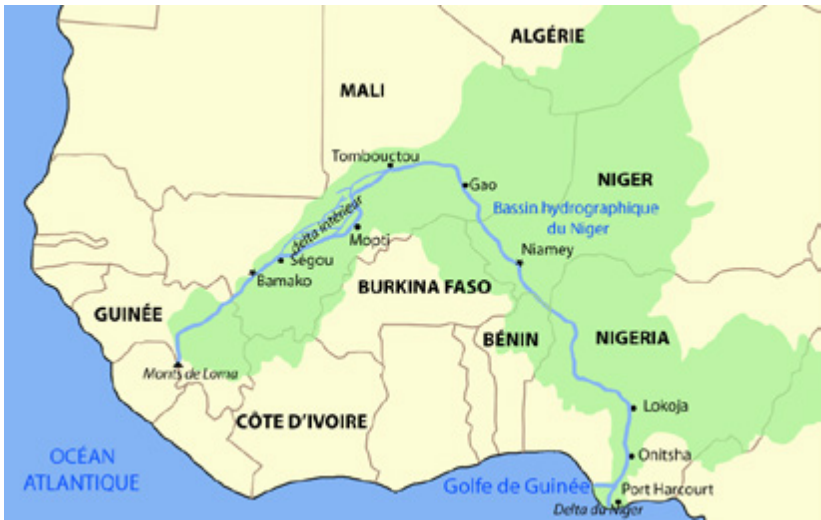 ALGÉRIE
MALI
Tombouctou
Gao
NIGER
Bassin hydrographique
du Niger
delta intérieur
Mopti
Niamey
Ségou
Bamako
BURKINA FASO
GUINÉE
BÉNIN
NIGERIA
Monts de Loma
Lokoja
CÔTE D'IVOIRE
OCÉAN
ATLANTIQUE
Onitsha
Golfe de Guinée
Port Harcourt
Delta du Niger